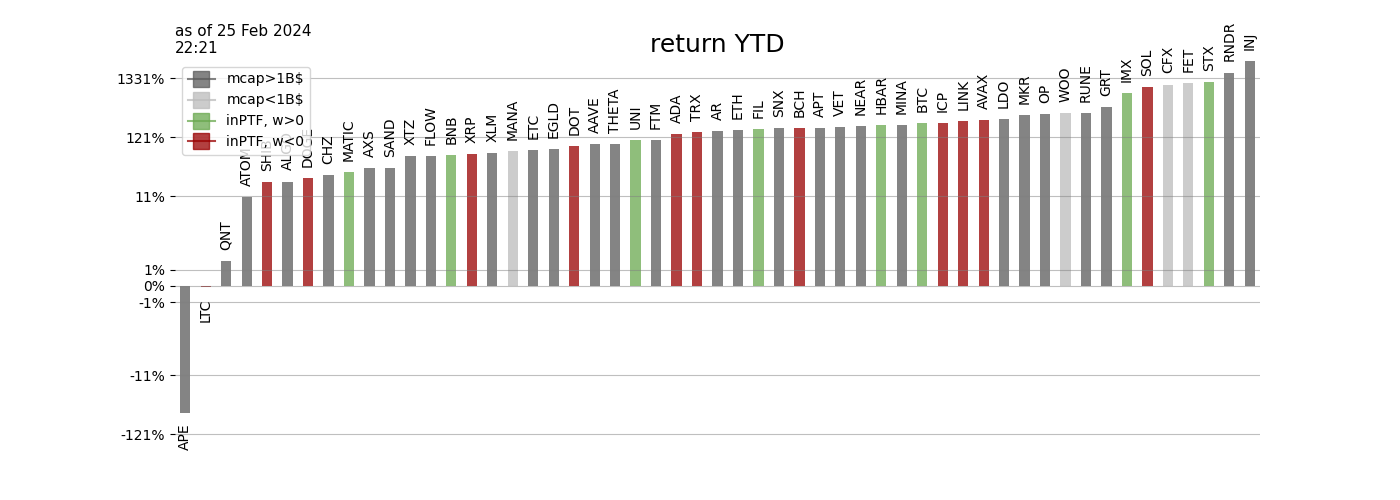 as of 25 Feb 2024
22:21
return YTD
mcap>1B$
mcap<1B$
inPTF, w>0
inPTF, w<0
1331%
121%
11%
1%
0%
-1%
-11%
-121%
APE
LTC
QNT
ATOM
SHIB
ALGO
DOGE
CHZ
MATIC
AXS
SAND
XTZ
FLOW
BNB
XRP
XLM
MANA
ETC
EGLD
DOT
AAVE
THETA
UNI
FTM
ADA
TRX
AR
ETH
FIL
SNX
BCH
APT
VET
NEAR
HBAR
MINA
BTC
ICP
LINK
AVAX
LDO
MKR
OP
WOO
RUNE
GRT
IMX
SOL
CFX
FET
STX
RNDR
INJ